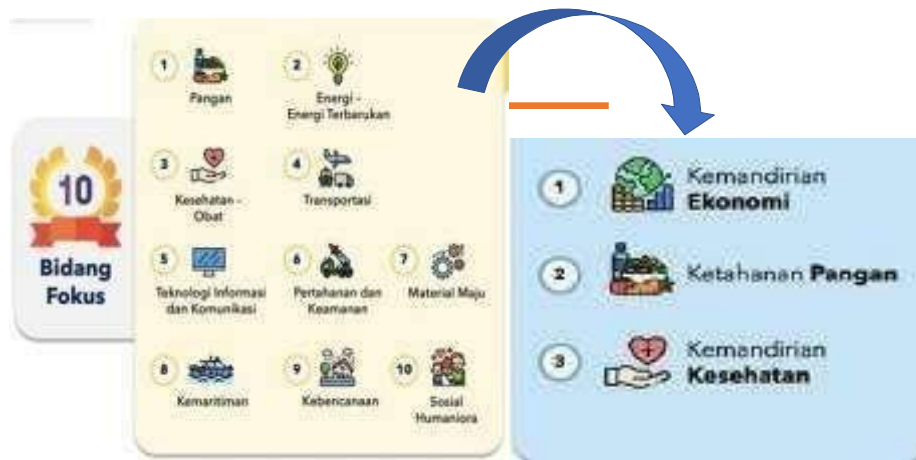 10
Bidang
Fokus
1
Pangan
2
Energi -
Energi Terbarukan
3
Kesehatan -
Obat
4
Transportasi
5
Teknologi Informasi
dan Komunikasi
6
Pertahanan dan
Keamanan
7
Material Maju
8
Kemaritiman
9
Kebencanaan
10
Sosial
Humaniora
1
Kemandirian
Ekonomi
2
Ketahanan Pangan
3
Kemandirian
Kesehatan